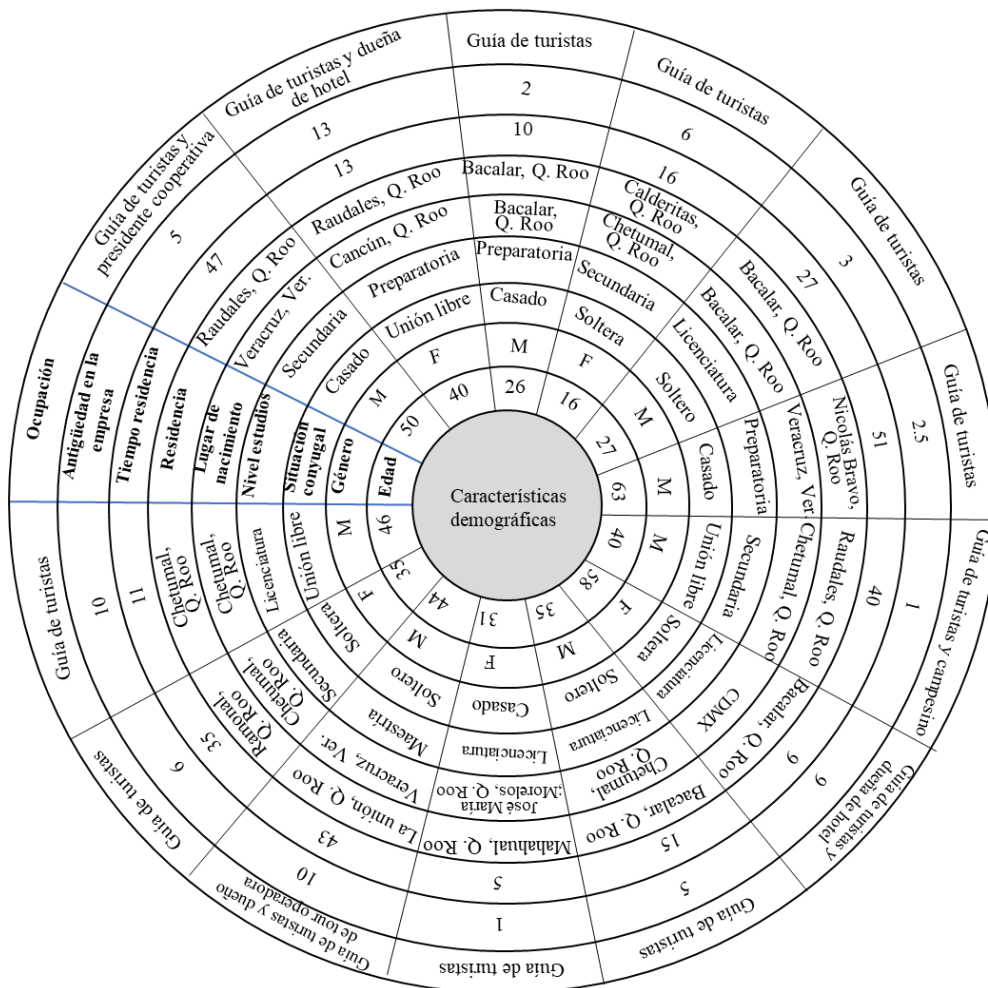 Características
demográficas
Ocupación
Antigüedad en la
empresa
Tiempo residencia
Residencia
Lugar de
nacimiento
Nivel estudios
Situación
conyugal
Género
Edad
Guía de turistas y
presidente cooperativa
5
47
Raudales, Q. Roo
Veracruz, Ver.
Secundaria
Casado
M
50
Guía de turistas y dueña
de hotel
13
13
Raudales, Q. Roo
Cancún, Q. Roo
Preparatoria
Unión libre
F
40
Guía de turistas
2
10
Bacalar, Q. Roo
Bacalar,
Q. Roo
Preparatoria
Casado
M
26
Guía de turistas
6
16
Calderitas,
Q. Roo
Chetumal,
Q. Roo
Secundaria
Soltera
F
16
Guía de turistas
3
27
Bacalar, Q. Roo
Bacalar, Q. Roo
Licenciatura
Soltero
M
27
Guía de turistas
2.5
51
Nicolás Bravo,
Q. Roo
Veracruz, Ver.
Preparatoria
Casado
M
63
Guía de turistas y campesino
1
40
Raudales, Q. Roo
Chetumal, Q. Roo
Secundaria
Unión libre
M
40
Guía de turistas y
dueña de hotel
9
9
Bacalar, Q. Roo
CDMX
Licenciatura
Soltera
F
58
Guía de turistas
5
15
Bacalar, Q. Roo
Chetumal,
Q. Roo
Licenciatura
Soltero
M
35
Guía de turistas
1
5
Mahahual, Q. Roo
José María
;Morelos, Q. Roo
Licenciatura
Casado
F
31
Guía de turistas y dueño
de tour operadora
10
43
La unión, Q. Roo
Veracruz, Ver.
Maestría
Soltero
M
44
Guía de turistas
6
35
Ramonal,
Q. Roo
Chetumal,
Q. Roo
Secundaria
Soltera
F
35
Guía de turistas
10
11
Chetumal,
Q. Roo
Chetumal,
Q. Roo
Licenciatura
Unión libre
M
46